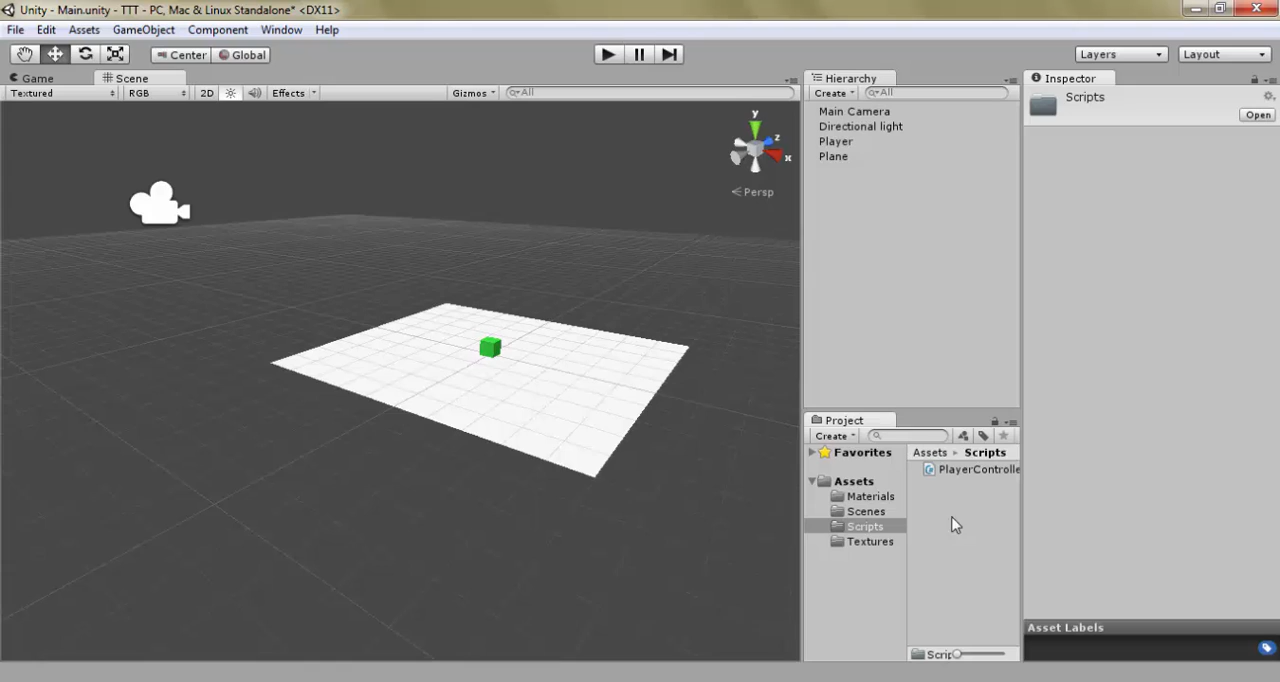 Unity - Main.unity - TTT - PC, Mac & Linux Standalone* <DX11>
File Edit Assets GameObject Component Window Help
Center Global Layers Layout
Game Scene Hierarchy Inspector
Textured RGB 2D Effects Gizmos All Create All
Scripts
Open
Main Camera
Directional light
Player
Plane
y
z
x
Persp
Project
Create
Favorites Assets Scripts
PlayerControlle
Assets
Materials
Scenes
Scripts
Textures
Asset Labels
Scrip